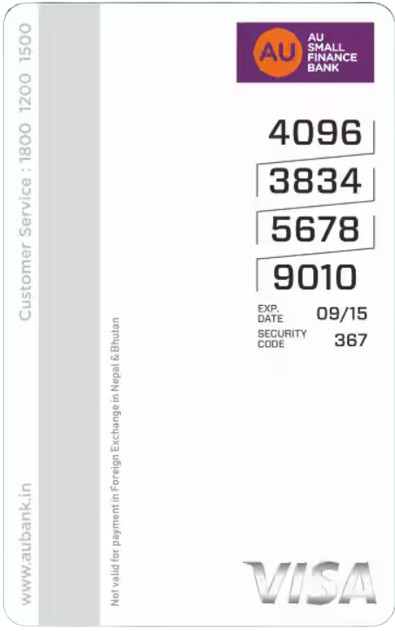 AU
AU
SMALL
FINANCE
BANK
4096
3834
5678
9010
EXP.
DATE 09/15
SECURITY
CODE 367
VISA
Customer Service : 1800 1200 1500
www.aubank.in
Not valid for payment in Foreign Exchange in Nepal & Bhutan